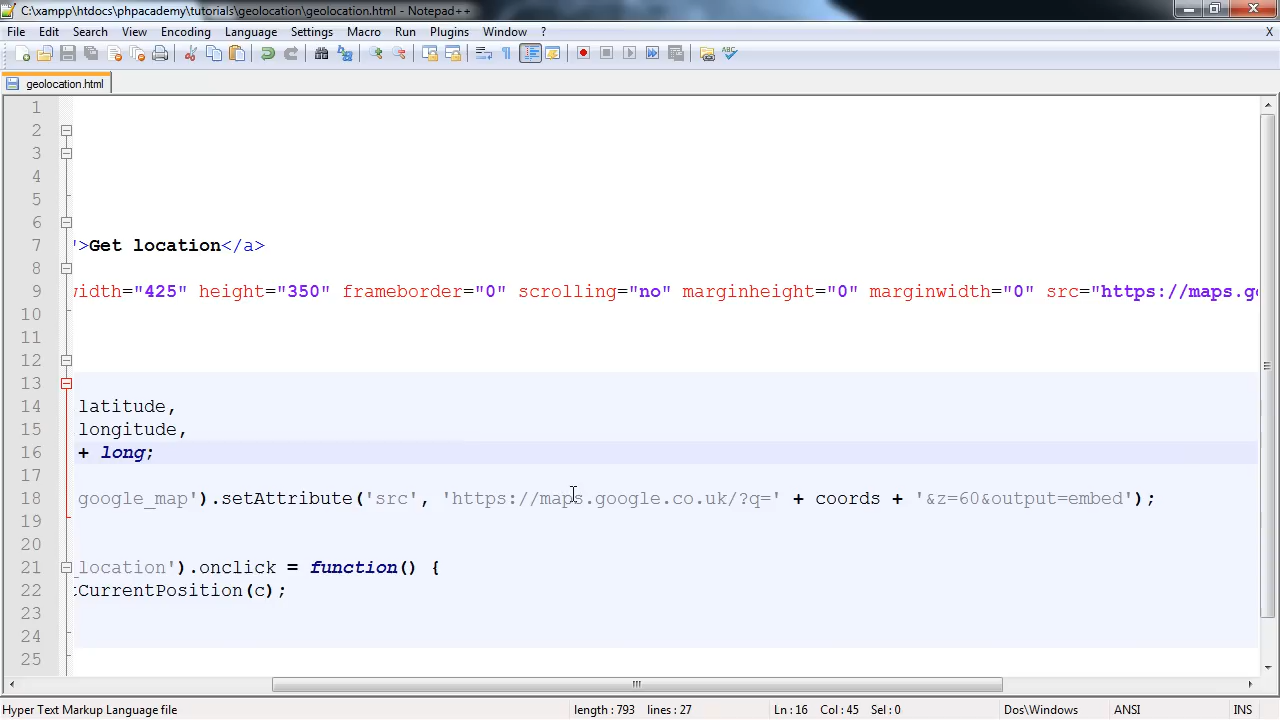 C:\xampp\htdocs\phpacademy\tutorials\geolocation\geolocation.html - Notepad++
File Edit Search View Encoding Language Settings Macro Run Plugins Window ? X
geolocation.html
1
2
3
4
5
6
7 '>Get location</a>
8
9 width="425" height="350" frameborder="0" scrolling="no" marginheight="0" marginwidth="0" src="https://maps.go
10
11
12
13
14 latitude,
15 longitude,
16 + long;
17
18 google_map').setAttribute('src', 'https://maps.google.co.uk/?q=' + coords + '&z=60&output=embed');
19
20
21 _location').onclick = function() {
22 tCurrentPosition(c);
23
24
25
Hyper Text Markup Language file length : 793 lines : 27 Ln : 16 Col : 45 Sel : 0 Dos\Windows ANSI INS